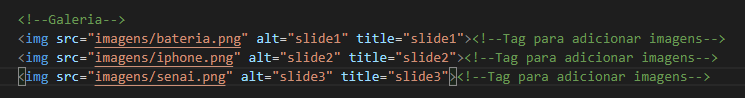 <!--Galeria-->
<img src="imagens/bateria.png" alt="slide1" title="slide1"><!--Tag para adicionar imagens-->
<img src="imagens/iphone.png" alt="slide2" title="slide2"><!--Tag para adicionar imagens-->
<img src="imagens/senai.png" alt="slide3" title="slide3"><!--Tag para adicionar imagens-->